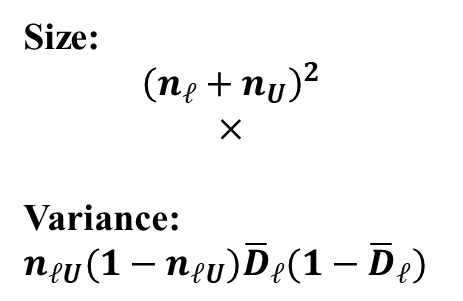 Size:
(nℓ + nU)²
×
Variance:
nℓU(1 − nℓU)D̅ℓ(1 − D̅ℓ)